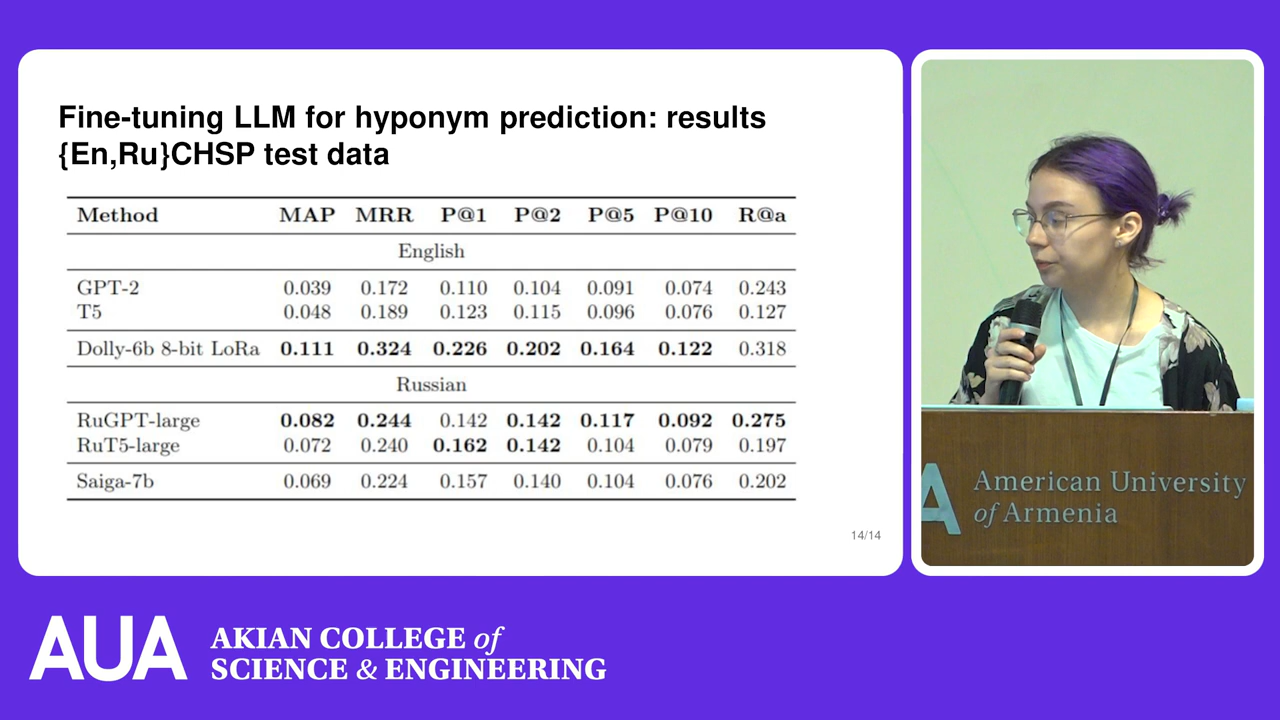 Fine-tuning LLM for hyponym prediction: results
{En,Ru}CHSP test data
Method MAP MRR P@1 P@2 P@5 P@10 R@a
English
GPT-2 0.039 0.172 0.110 0.104 0.091 0.074 0.243
T5 0.048 0.189 0.123 0.115 0.096 0.076 0.127
Dolly-6b 8-bit LoRa 0.111 0.324 0.226 0.202 0.164 0.122 0.318
Russian
RuGPT-large 0.082 0.244 0.142 0.142 0.117 0.092 0.275
RuT5-large 0.072 0.240 0.162 0.142 0.104 0.079 0.197
Saiga-7b 0.069 0.224 0.157 0.140 0.104 0.076 0.202
14/14
A American University
of Armenia
AUA AKIAN COLLEGE of
SCIENCE & ENGINEERING